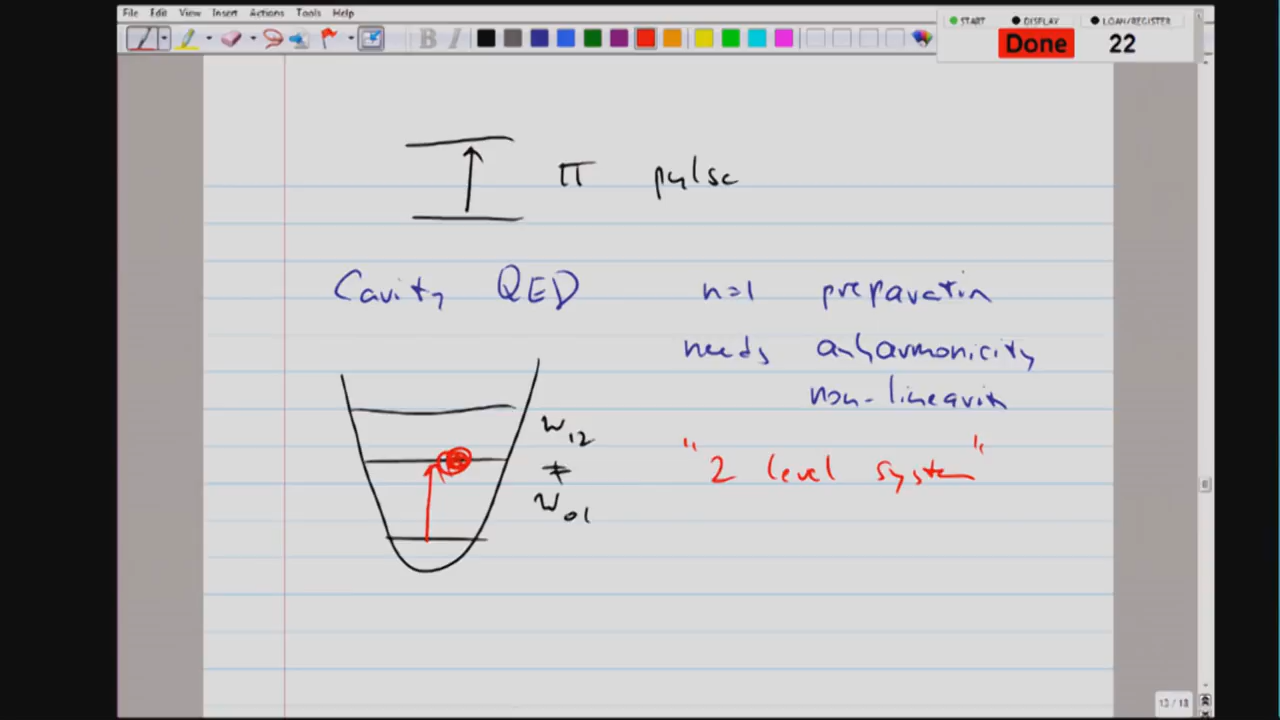 File Edit View Insert Actions Tools Help
START DISPLAY LOAN/REGISTER
Done 22
B I
π pulse
Cavity QED n=1 preparation
needs anharmonicity
non-linearity
ω12
≠
ω01
"2 level system"
13 / 18